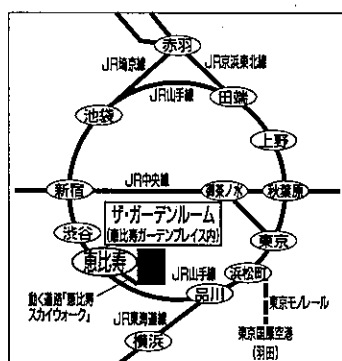 赤羽
JR埼京線
JR京浜東北線
池袋
JR山手線
田端
上野
新宿
JR中央線
御茶ノ水
秋葉原
渋谷
ザ・ガーデンルーム
(恵比寿ガーデンプレイス内)
東京
恵比寿
浜松町
動く通路「恵比寿
スカイウォーク」
JR山手線
品川
東京モノレール
JR東海道線
横浜
東京国際空港
(羽田)